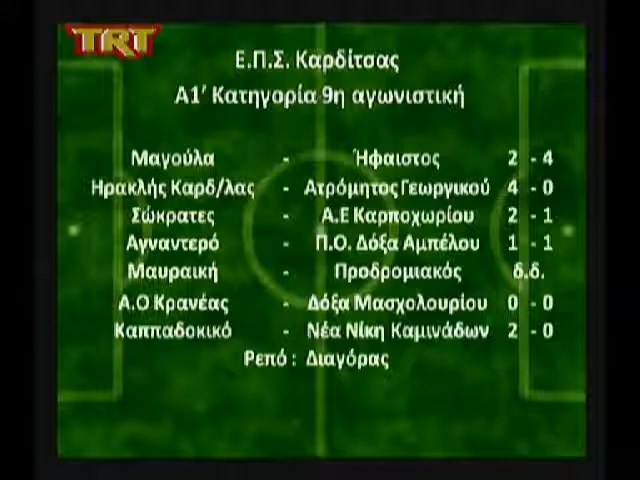 TRT
Ε.Π.Σ. Καρδίτσας
Α1' Κατηγορία 9η αγωνιστική
Μαγούλα - Ήφαιστος 2 - 4
Ηρακλής Καρδ/λας - Ατρόμητος Γεωργικού 4 - 0
Σώκρατες - Α.Ε Καρποχωρίου 2 - 1
Αγναντερό - Π.Ο. Δόξα Αμπέλου 1 - 1
Μαυραική - Προδρομιακός δ.δ.
Α.Ο Κρανέας - Δόξα Μασχολουρίου 0 - 0
Καππαδοκικό - Νέα Νίκη Καμινάδων 2 - 0
Ρεπό : Διαγόρας